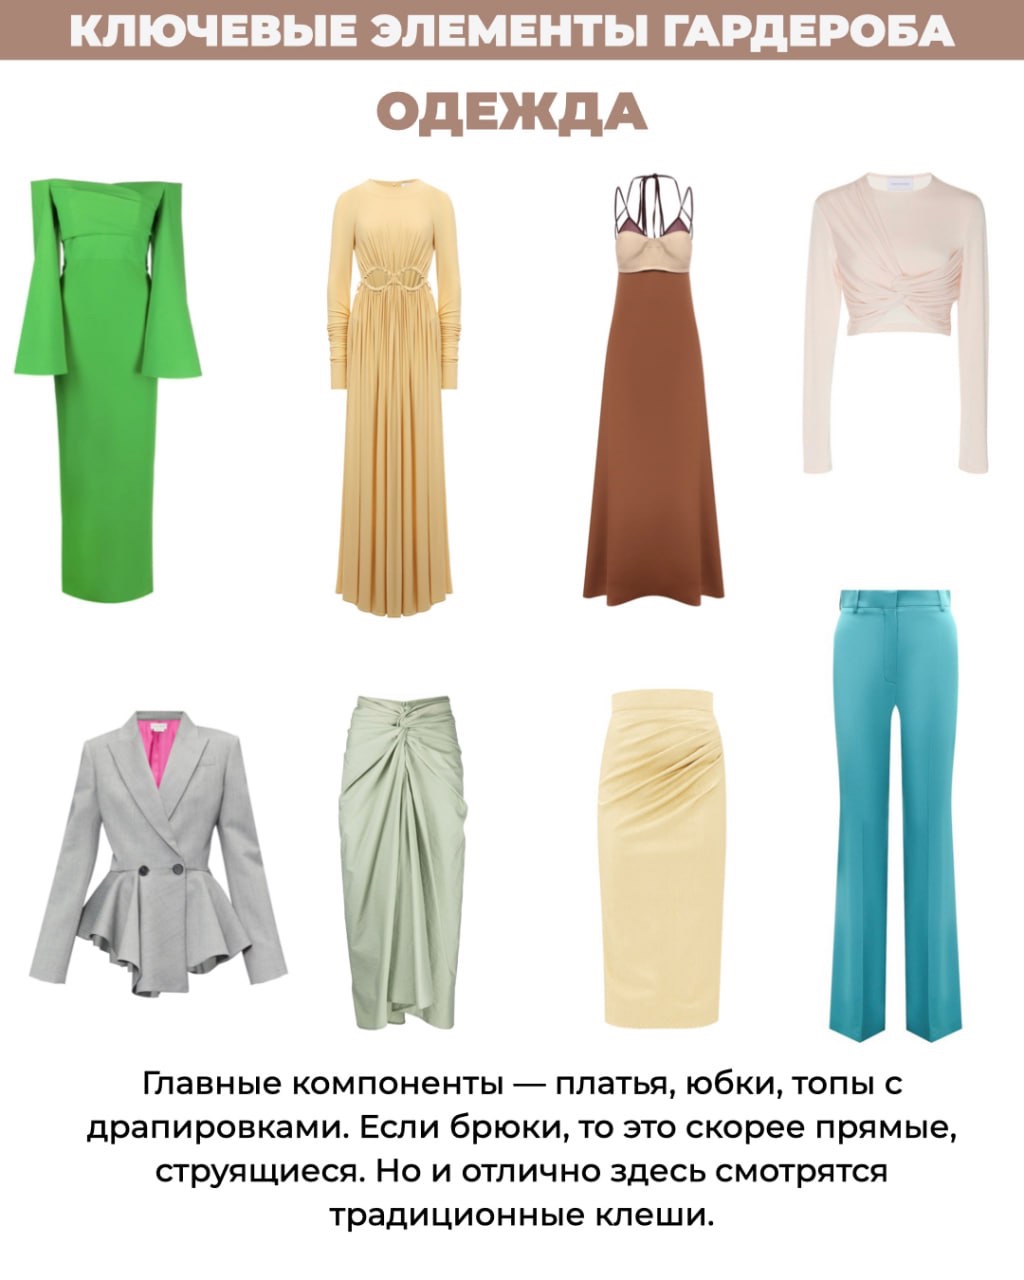 КЛЮЧЕВЫЕ ЭЛЕМЕНТЫ ГАРДЕРОБА
ОДЕЖДА
Главные компоненты — платья, юбки, топы с
драпировками. Если брюки, то это скорее прямые,
струящиеся. Но и отлично здесь смотрятся
традиционные клеши.